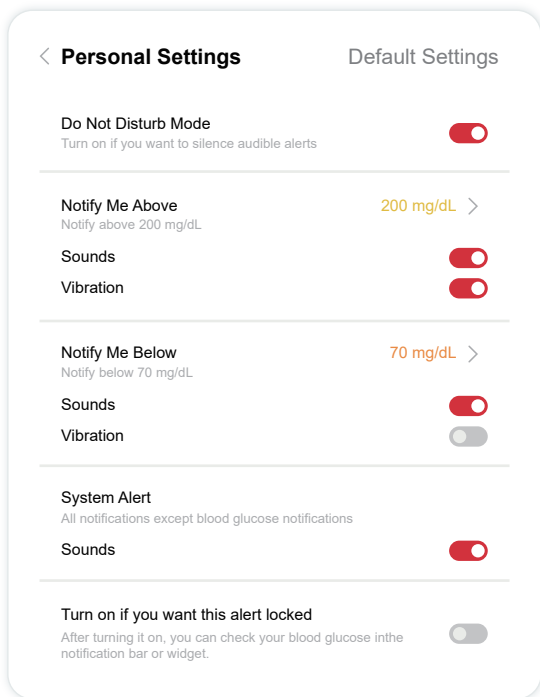 Personal Settings Default Settings
Do Not Disturb Mode
Turn on if you want to silence audible alerts
Notify Me Above 200 mg/dL
Notify above 200 mg/dL
Sounds
Vibration
Notify Me Below 70 mg/dL
Notify below 70 mg/dL
Sounds
Vibration
System Alert
All notifications except blood glucose notifications
Sounds
Turn on if you want this alert locked
After turning it on, you can check your blood glucose inthe
notification bar or widget.